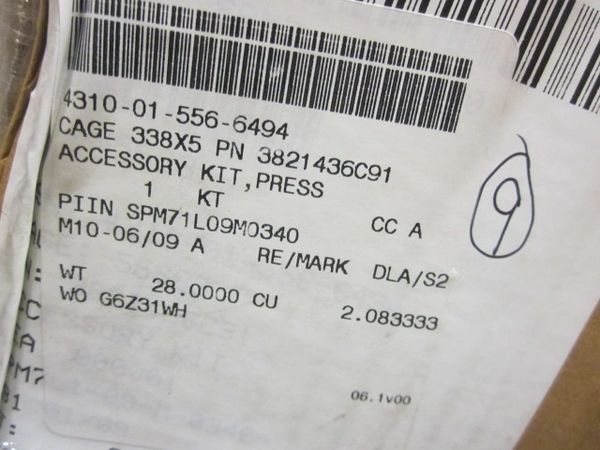 4310-01-556-6494
CAGE 338X5 PN 3821436C91
ACCESSORY KIT,PRESS
1 KT CC A
PIIN SPM71L09M0340
M10-06/09 A RE/MARK DLA/S2
WT 28.0000 CU 2.083333
WO G6Z31WH
06.1v00
9